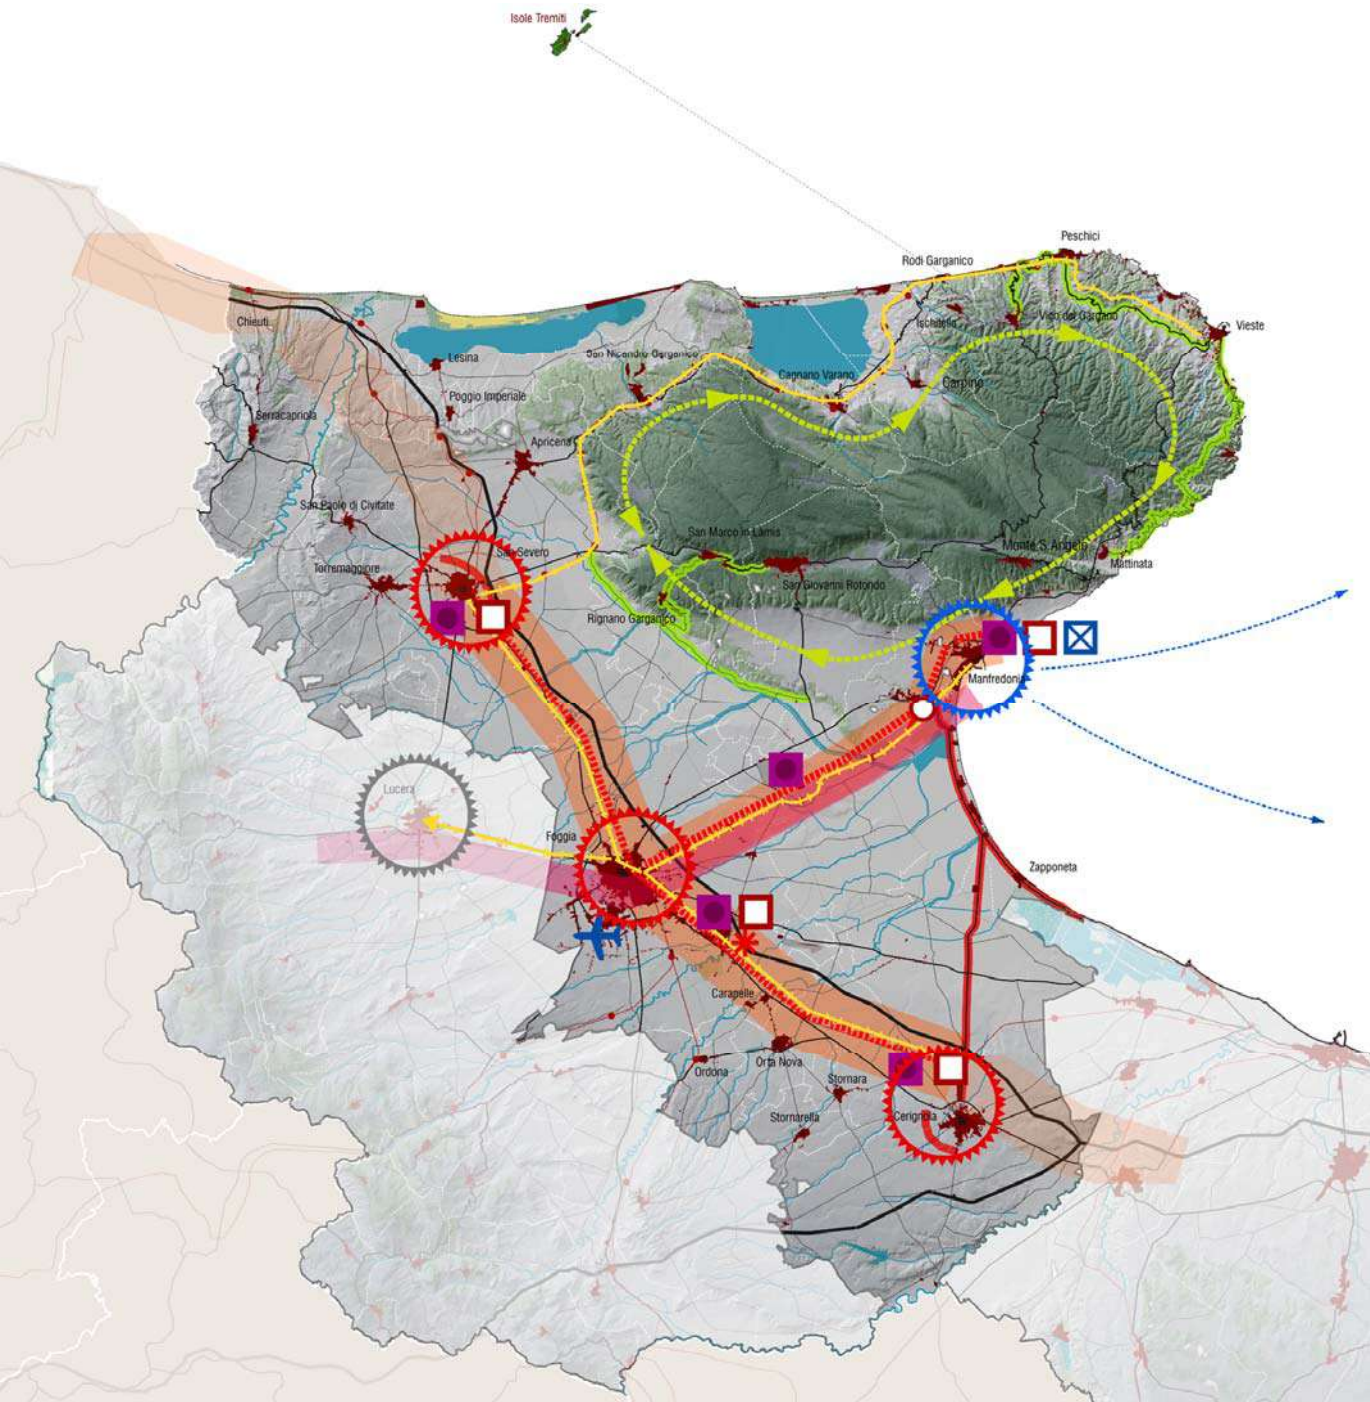 Isole Tremiti
Peschici
Rodi Garganico
Chieuti
Ischitella
Vico del Gargano
Vieste
Lesina
San Nicandro Garganico
Cagnano Varano
Carpino
Poggio Imperiale
Serracapriola
Apricena
San Paolo di Civitate
San Marco in Lamis
San Severo
Monte S. Angelo
Mattinata
Torremaggiore
San Giovanni Rotondo
Rignano Garganico
Manfredonia
Lucera
Foggia
Zapponeta
Carapelle
Orta Nova
Ordona
Stornara
Stornarella
Cerignola